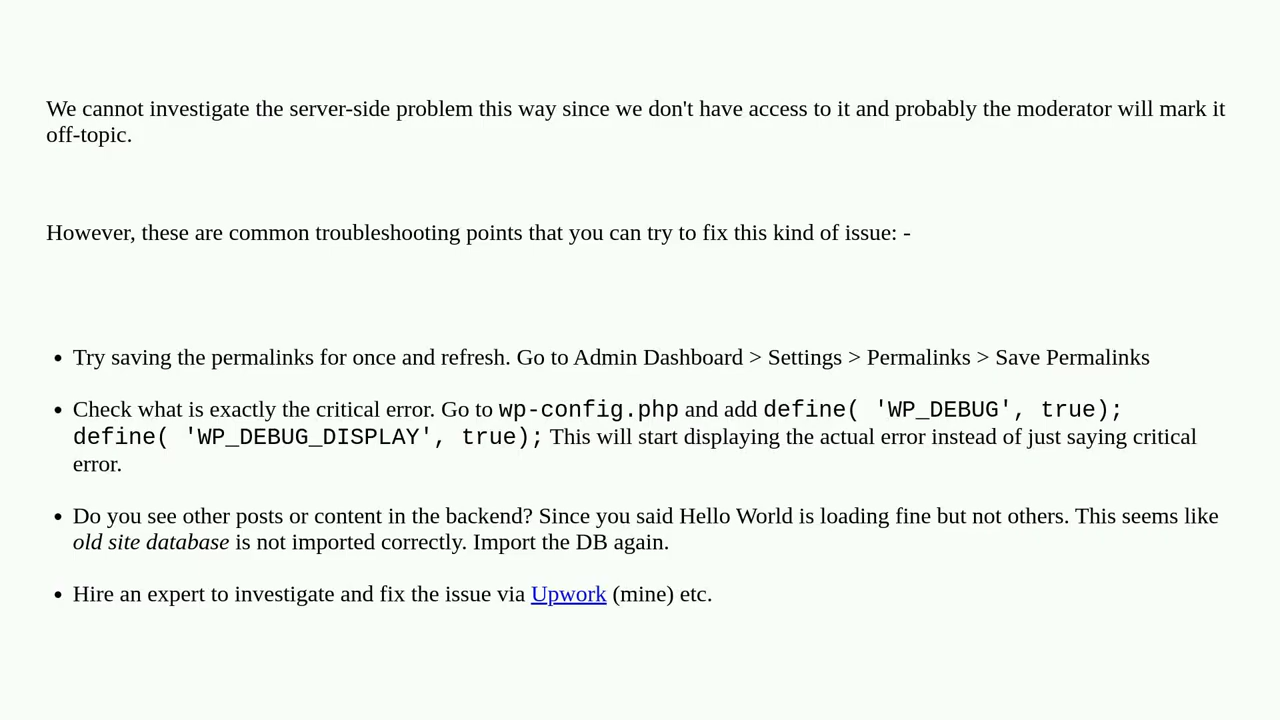 We cannot investigate the server-side problem this way since we don't have access to it and probably the moderator will mark it
off-topic.
However, these are common troubleshooting points that you can try to fix this kind of issue: -
• Try saving the permalinks for once and refresh. Go to Admin Dashboard > Settings > Permalinks > Save Permalinks
• Check what is exactly the critical error. Go to wp-config.php and add define( 'WP_DEBUG', true);
define( 'WP_DEBUG_DISPLAY', true); This will start displaying the actual error instead of just saying critical
error.
• Do you see other posts or content in the backend? Since you said Hello World is loading fine but not others. This seems like
old site database is not imported correctly. Import the DB again.
• Hire an expert to investigate and fix the issue via Upwork (mine) etc.